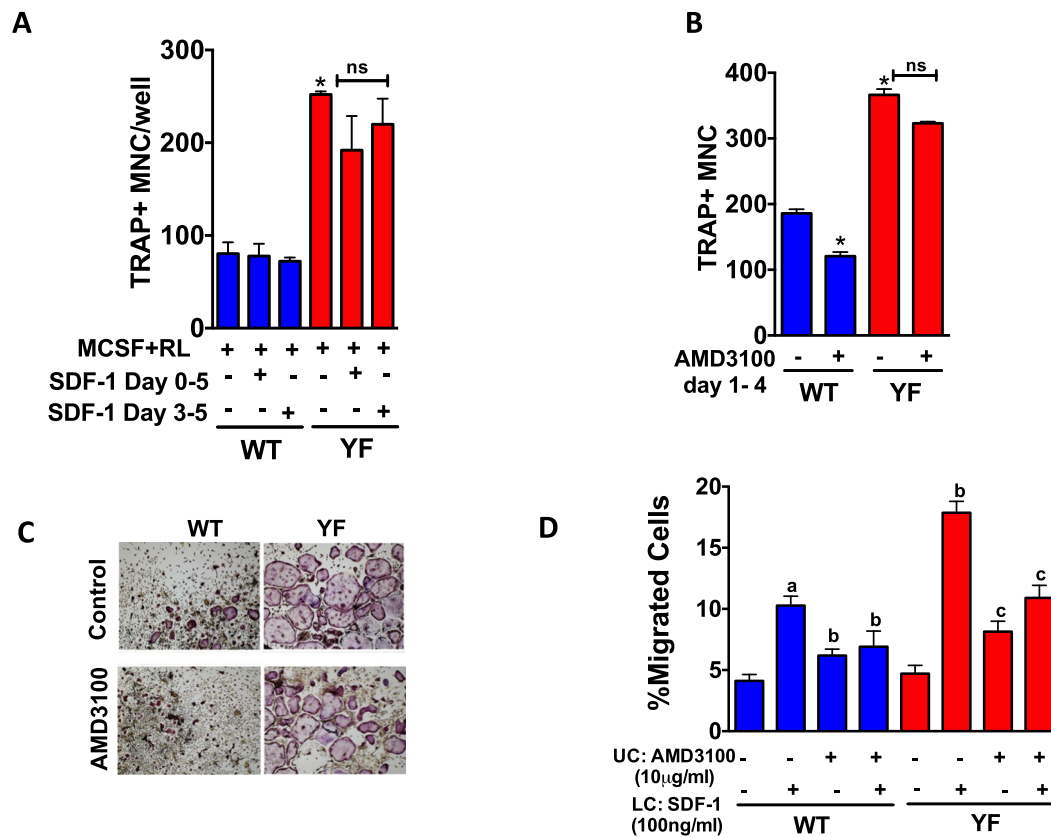 A
300
200
100
0
TRAP+ MNC/well
*
ns
MCSF+RL + + + + + +
SDF-1 Day 0-5 - + - - + -
SDF-1 Day 3-5 - - + - - +
WT YF
B
400
300
200
100
0
TRAP+ MNC
*
*
ns
AMD3100 - + - +
day 1- 4
WT YF
C
WT YF
Control
AMD3100
D
20
15
10
5
0
%Migrated Cells
a b b b c c
UC: AMD3100 - - + + - - + +
(10µg/ml)
LC: SDF-1 - + - + - + - +
(100ng/ml)
WT YF